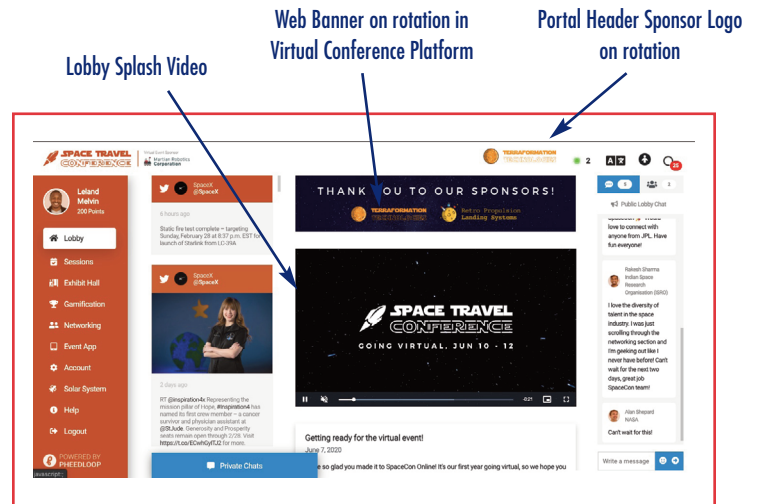 Web Banner on rotation in
Virtual Conference Platform
Portal Header Sponsor Logo
on rotation
Lobby Splash Video
SPACE TRAVEL
CONFERENCE
Virtual Event Sponsor
Martian Robotics
Corporation
TERRAFORMATION
TECHNOLOGIES
2
25
Leland
Melvin
200 Points
Lobby
Sessions
Exhibit Hall
Gamification
Networking
Event App
Account
Solar System
Help
Logout
POWERED BY
PHEEDLOOP
javascript:
SpaceX
@SpaceX
6 hours ago
Static fire test complete – targeting
Sunday, February 28 at 8:37 p.m. EST for
launch of Starlink from LC-39A
SpaceX
@SpaceX
2 days ago
RT @inspiration4x Representing the
mission pillar of Hope, #Inspiration4 has
named its first crew member – a cancer
survivor and physician assistant at
@StJude. Generosity and Prosperity
seats remain open through 2/28. Visit
for more.
Private Chats
THANK YOU TO OUR SPONSORS!
TERRAFORMATION
TECHNOLOGIES
Retro Propulsion
Landing Systems
SPACE TRAVEL
CONFERENCE
GOING VIRTUAL, JUN 10 - 12
-0:21
Getting ready for the virtual event!
June 7, 2020
e so glad you made it to SpaceCon Online! It's our first year going virtual, so we hope you
5
2
Public Lobby Chat
love to connect with
anyone from JPL. Have
fun everyone!
Rakesh Sharma
Indian Space
Research
Organisation (ISRO)
I love the diversity of
talent in the space
industry. I was just
scrolling through the
networking section and
I'm geeking out like I
never have before! Can't
wait for the next two
days, great job
SpaceCon team!
Alan Shepard
NASA
Can't wait for this!
Write a message